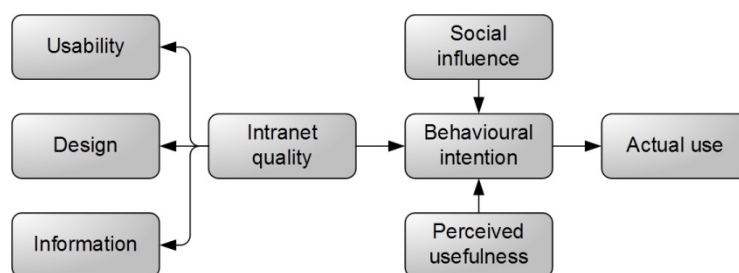 Usability
Social
influence
Design
Intranet
quality
Behavioural
intention
Actual use
Information
Perceived
usefulness